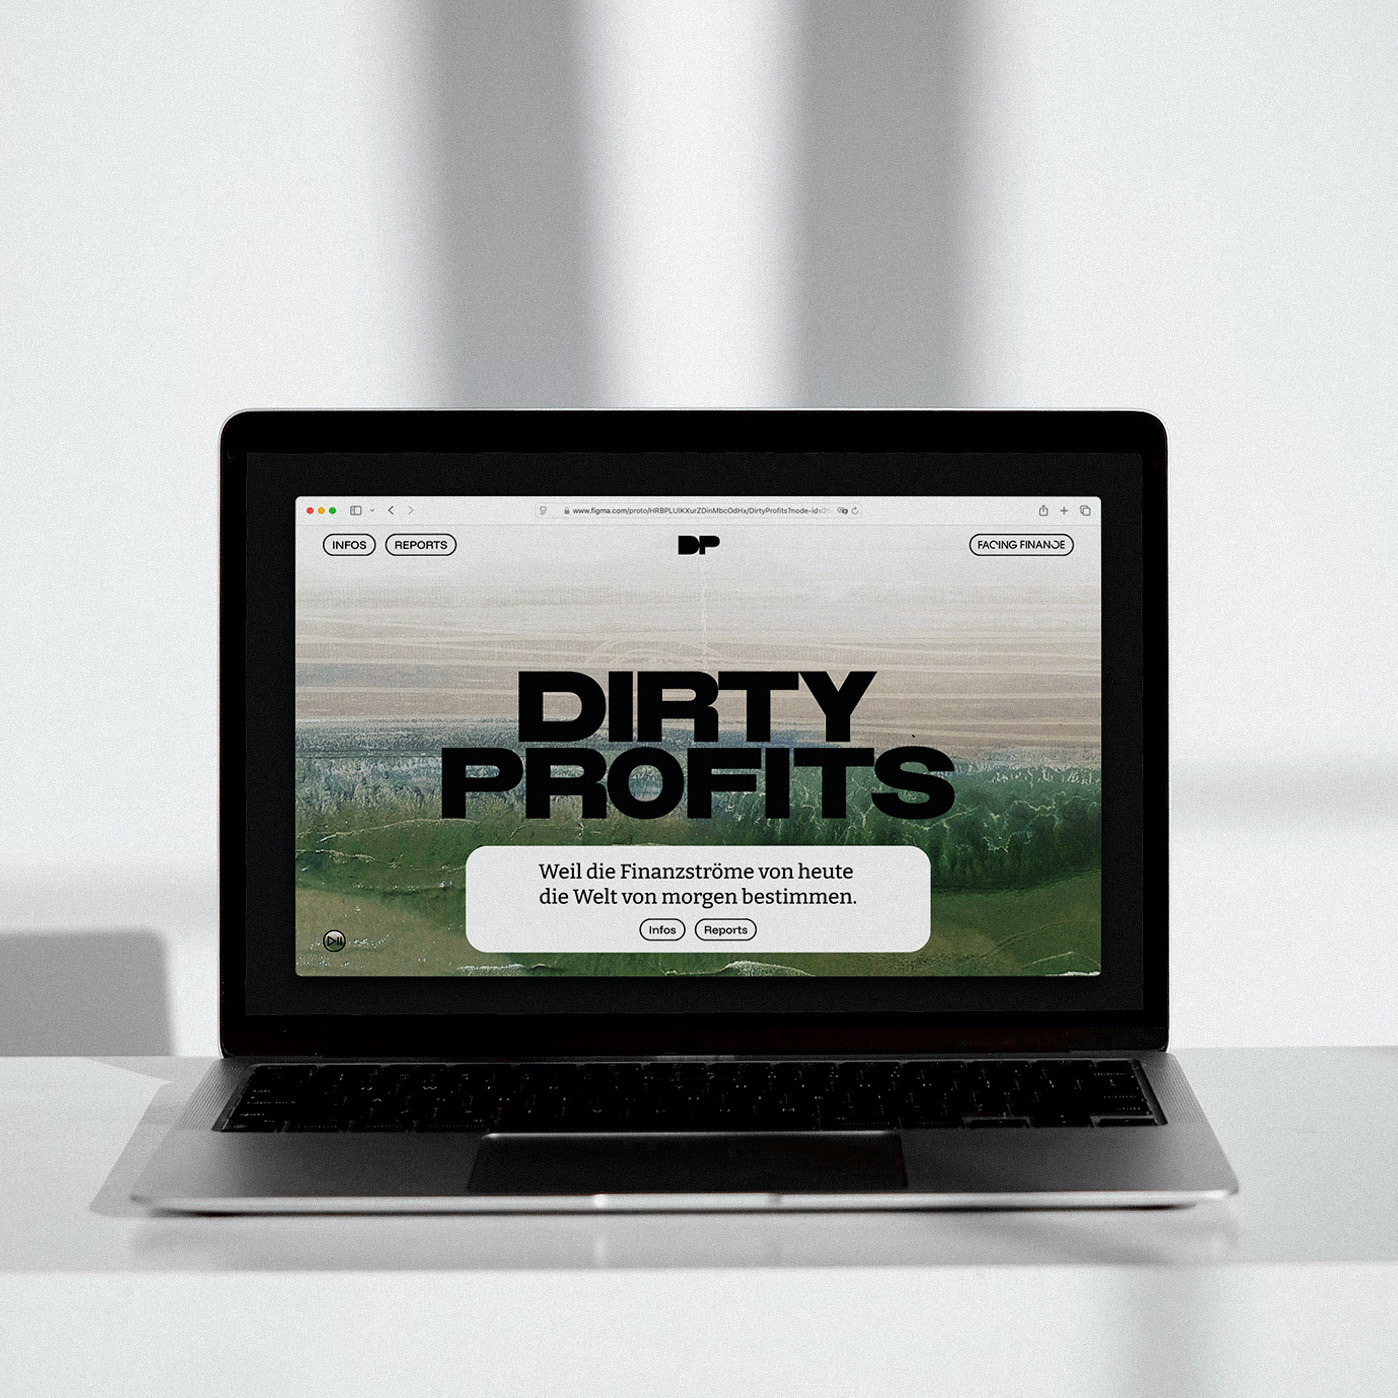 www.figma.com/proto/HRBPLUIKXurZDinMbcOdHx/DirtyProfits?node-id=
INFOS
REPORTS
DP
FACING FINANCE
DIRTY
PROFITS
Weil die Finanzströme von heute
die Welt von morgen bestimmen.
Infos
Reports